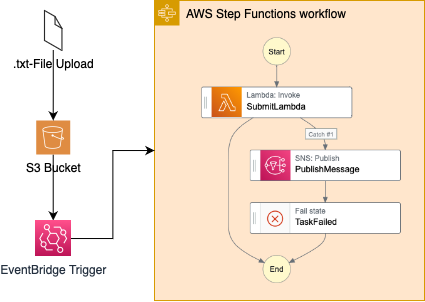 AWS Step Functions workflow
.txt-File Upload
S3 Bucket
EventBridge Trigger
Start
Lambda: Invoke
SubmitLambda
Catch #1
SNS: Publish
PublishMessage
Fail state
TaskFailed
End